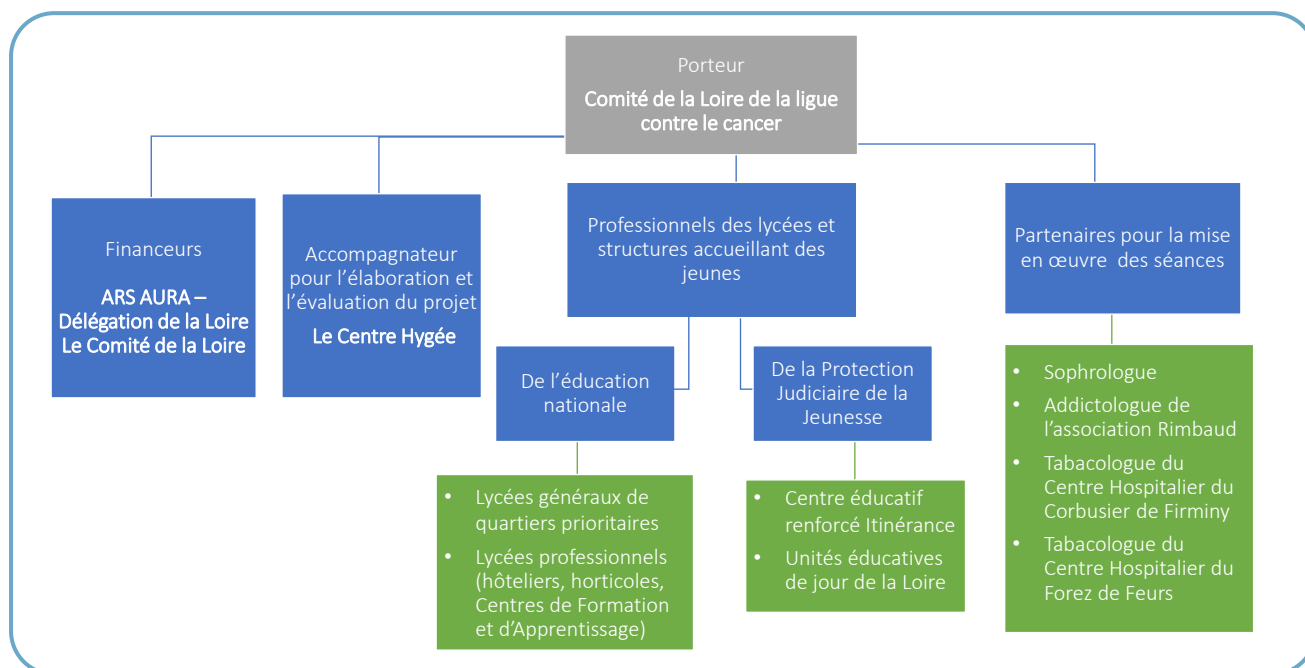 Porteur
Comité de la Loire de la ligue
contre le cancer
Financeurs
ARS AURA –
Délégation de la Loire
Le Comité de la Loire
Accompagnateur
pour l'élaboration et
l'évaluation du projet
Le Centre Hygée
Professionnels des lycées et
structures accueillant des
jeunes
Partenaires pour la mise
en œuvre des séances
De l'éducation
nationale
De la Protection
Judiciaire de la
Jeunesse
• Lycées généraux de
quartiers prioritaires
• Lycées professionnels
(hôteliers, horticoles,
Centres de Formation
et d'Apprentissage)
• Centre éducatif
renforcé Itinérance
• Unités éducatives
de jour de la Loire
• Sophrologue
• Addictologue de
l'association Rimbaud
• Tabacologue du
Centre Hospitalier du
Corbusier de Firminy
• Tabacologue du
Centre Hospitalier du
Forez de Feurs